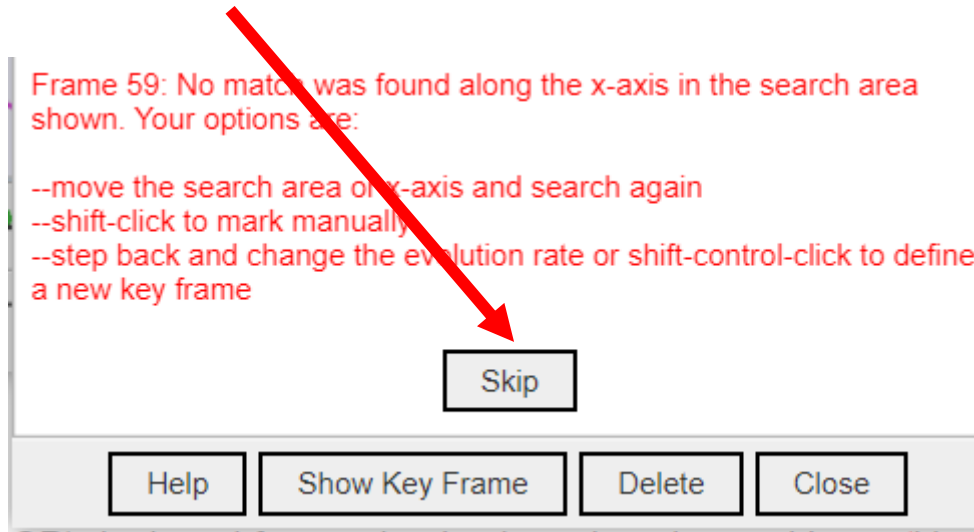 Frame 59: No match was found along the x-axis in the search area
shown. Your options are:
--move the search area or x-axis and search again
--shift-click to mark manually
--step back and change the evolution rate or shift-control-click to define
a new key frame
Skip
Help Show Key Frame Delete Close